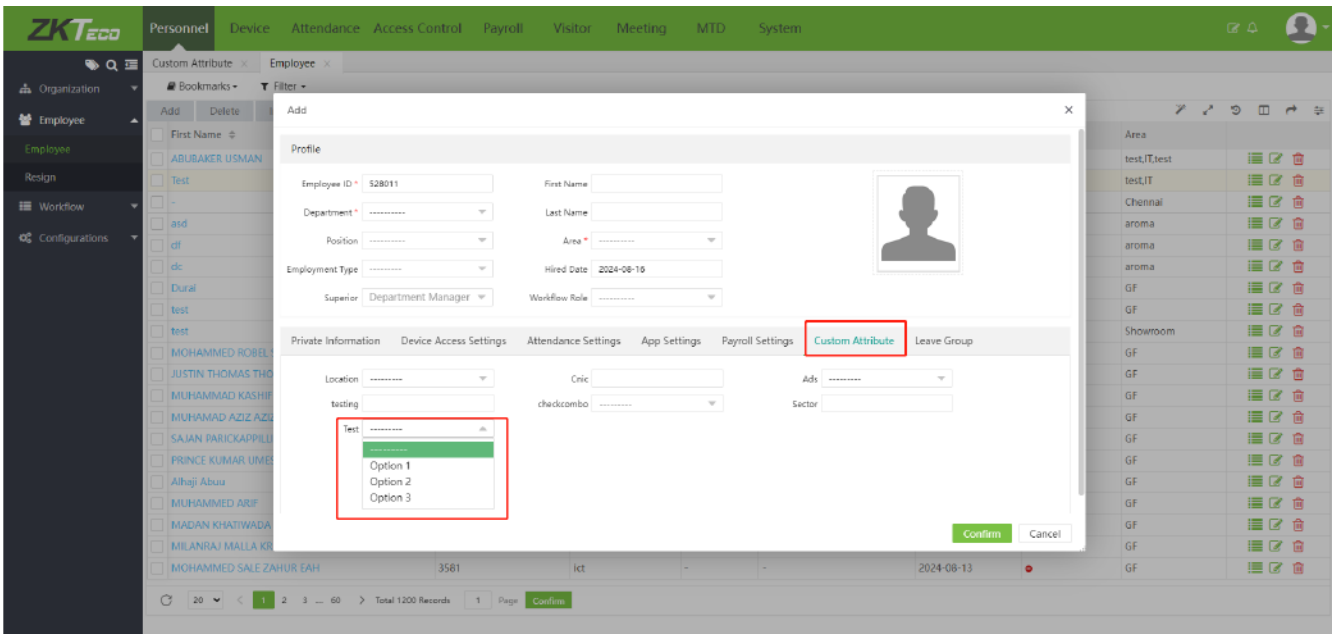 ZKTeco Personnel Device Attendance Access Control Payroll Visitor Meeting MTD System
Custom Attribute × Employee ×
Organization
Employee
Employee
Resign
Workflow
Configurations
Bookmarks Filter
Add Delete
First Name Area
ABUBAKER USMAN test,IT,test
Test test,IT
- Chennai
asd aroma
df aroma
dc aroma
Durai GF
test GF
test Showroom
MOHAMMED ROBEL GF
JUSTIN THOMAS THO GF
MUHAMMAD KASHIF GF
MUHAMAD AZIZ AZI GF
SAJAN PARICKAPPILL GF
PRINCE KUMAR UMES GF
Alhaji Abuu GF
MUHAMMED ARIF GF
MADAN KHATIWADA GF
MILANRAJ MALLA KR GF
MOHAMMED SALE ZAHUR EAH 3581 ict - - 2024-08-13 GF
20 < 1 2 3 ... 60 > Total 1200 Records 1 Page Confirm
Add ×
Profile
Employee ID * 528011 First Name
Department * ---------- Last Name
Position ---------- Area * ----------
Employment Type --------- Hired Date 2024-08-16
Superior Department Manager Workflow Role ----------
Private Information Device Access Settings Attendance Settings App Settings Payroll Settings Custom Attribute Leave Group
Location --------- Cnic Ads ---------
testing checkcombo --------- Sector
Test ---------
----------
Option 1
Option 2
Option 3
Confirm Cancel